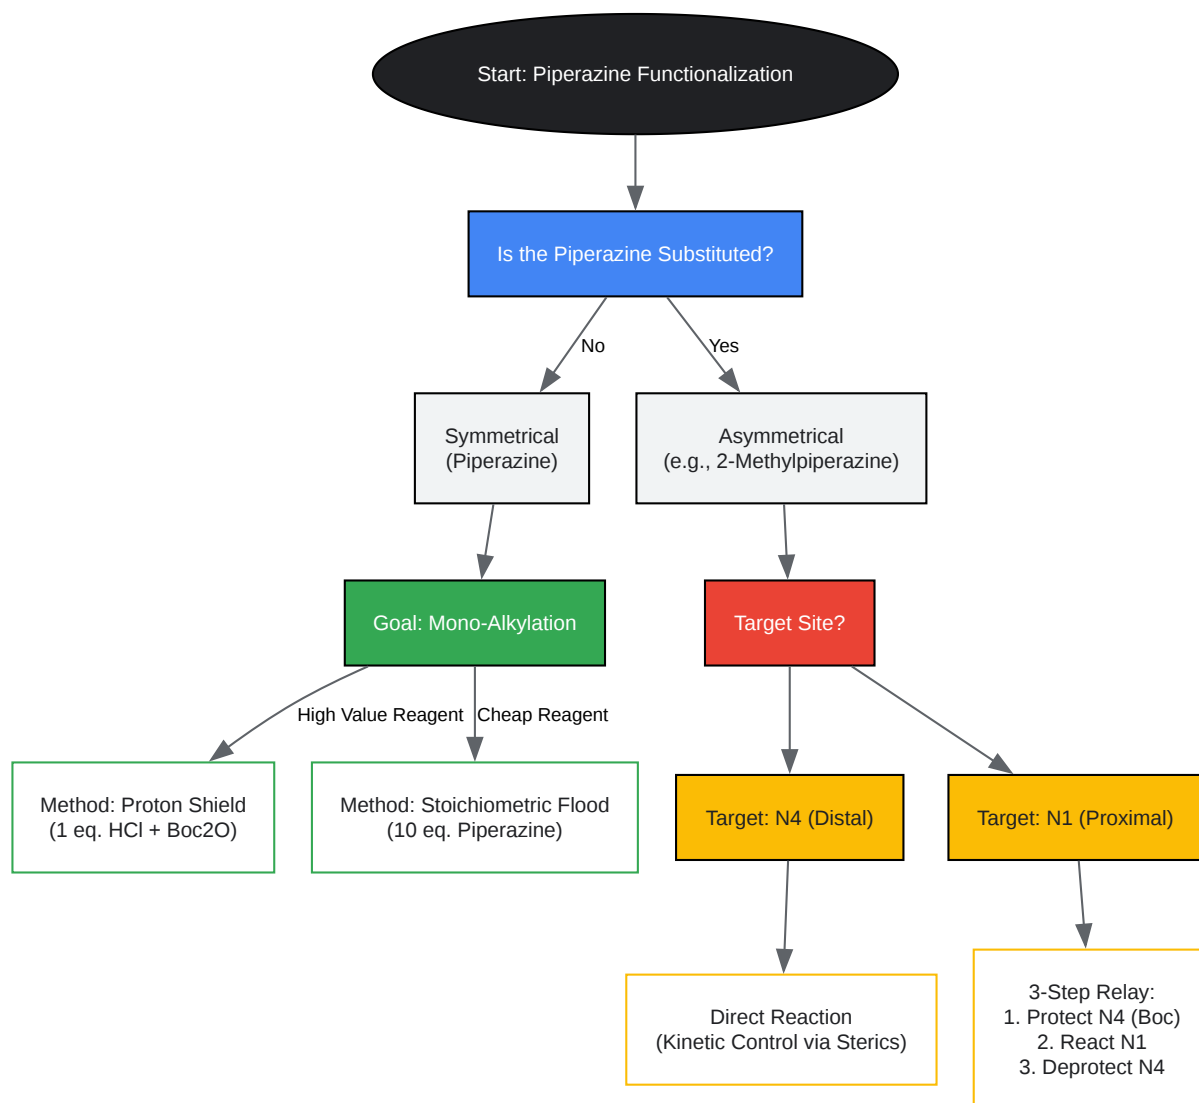 Start: Piperazine Functionalization
Is the Piperazine Substituted?
No
Yes
Symmetrical
(Piperazine)
Asymmetrical
(e.g., 2-Methylpiperazine)
Goal: Mono-Alkylation
Target Site?
High Value Reagent
Cheap Reagent
Method: Proton Shield
(1 eq. HCl + Boc2O)
Method: Stoichiometric Flood
(10 eq. Piperazine)
Target: N4 (Distal)
Target: N1 (Proximal)
Direct Reaction
(Kinetic Control via Sterics)
3-Step Relay:
1. Protect N4 (Boc)
2. React N1
3. Deprotect N4